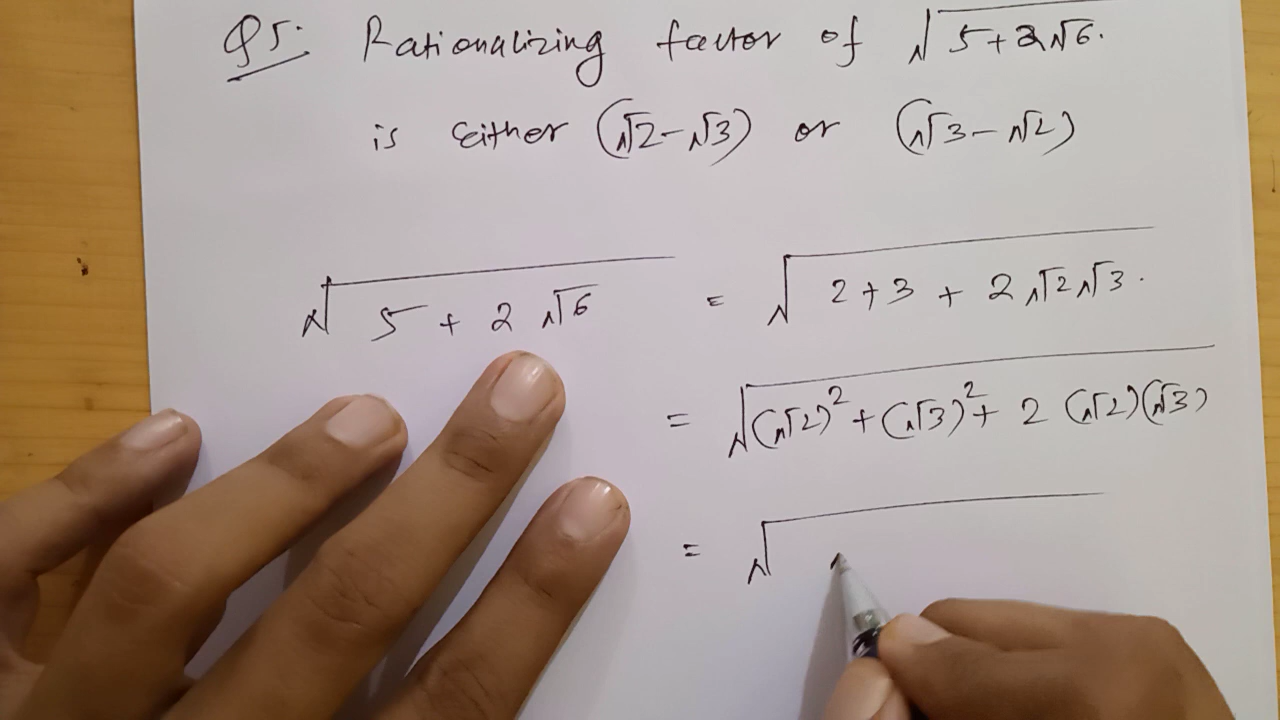 Q5: Rationalizing factor of √5+2√6.
is either (√2-√3) or (√3-√2)
√5+2√6 = √2+3+2√2√3.
= √(√2)²+(√3)²+2(√2)(√3)
= √